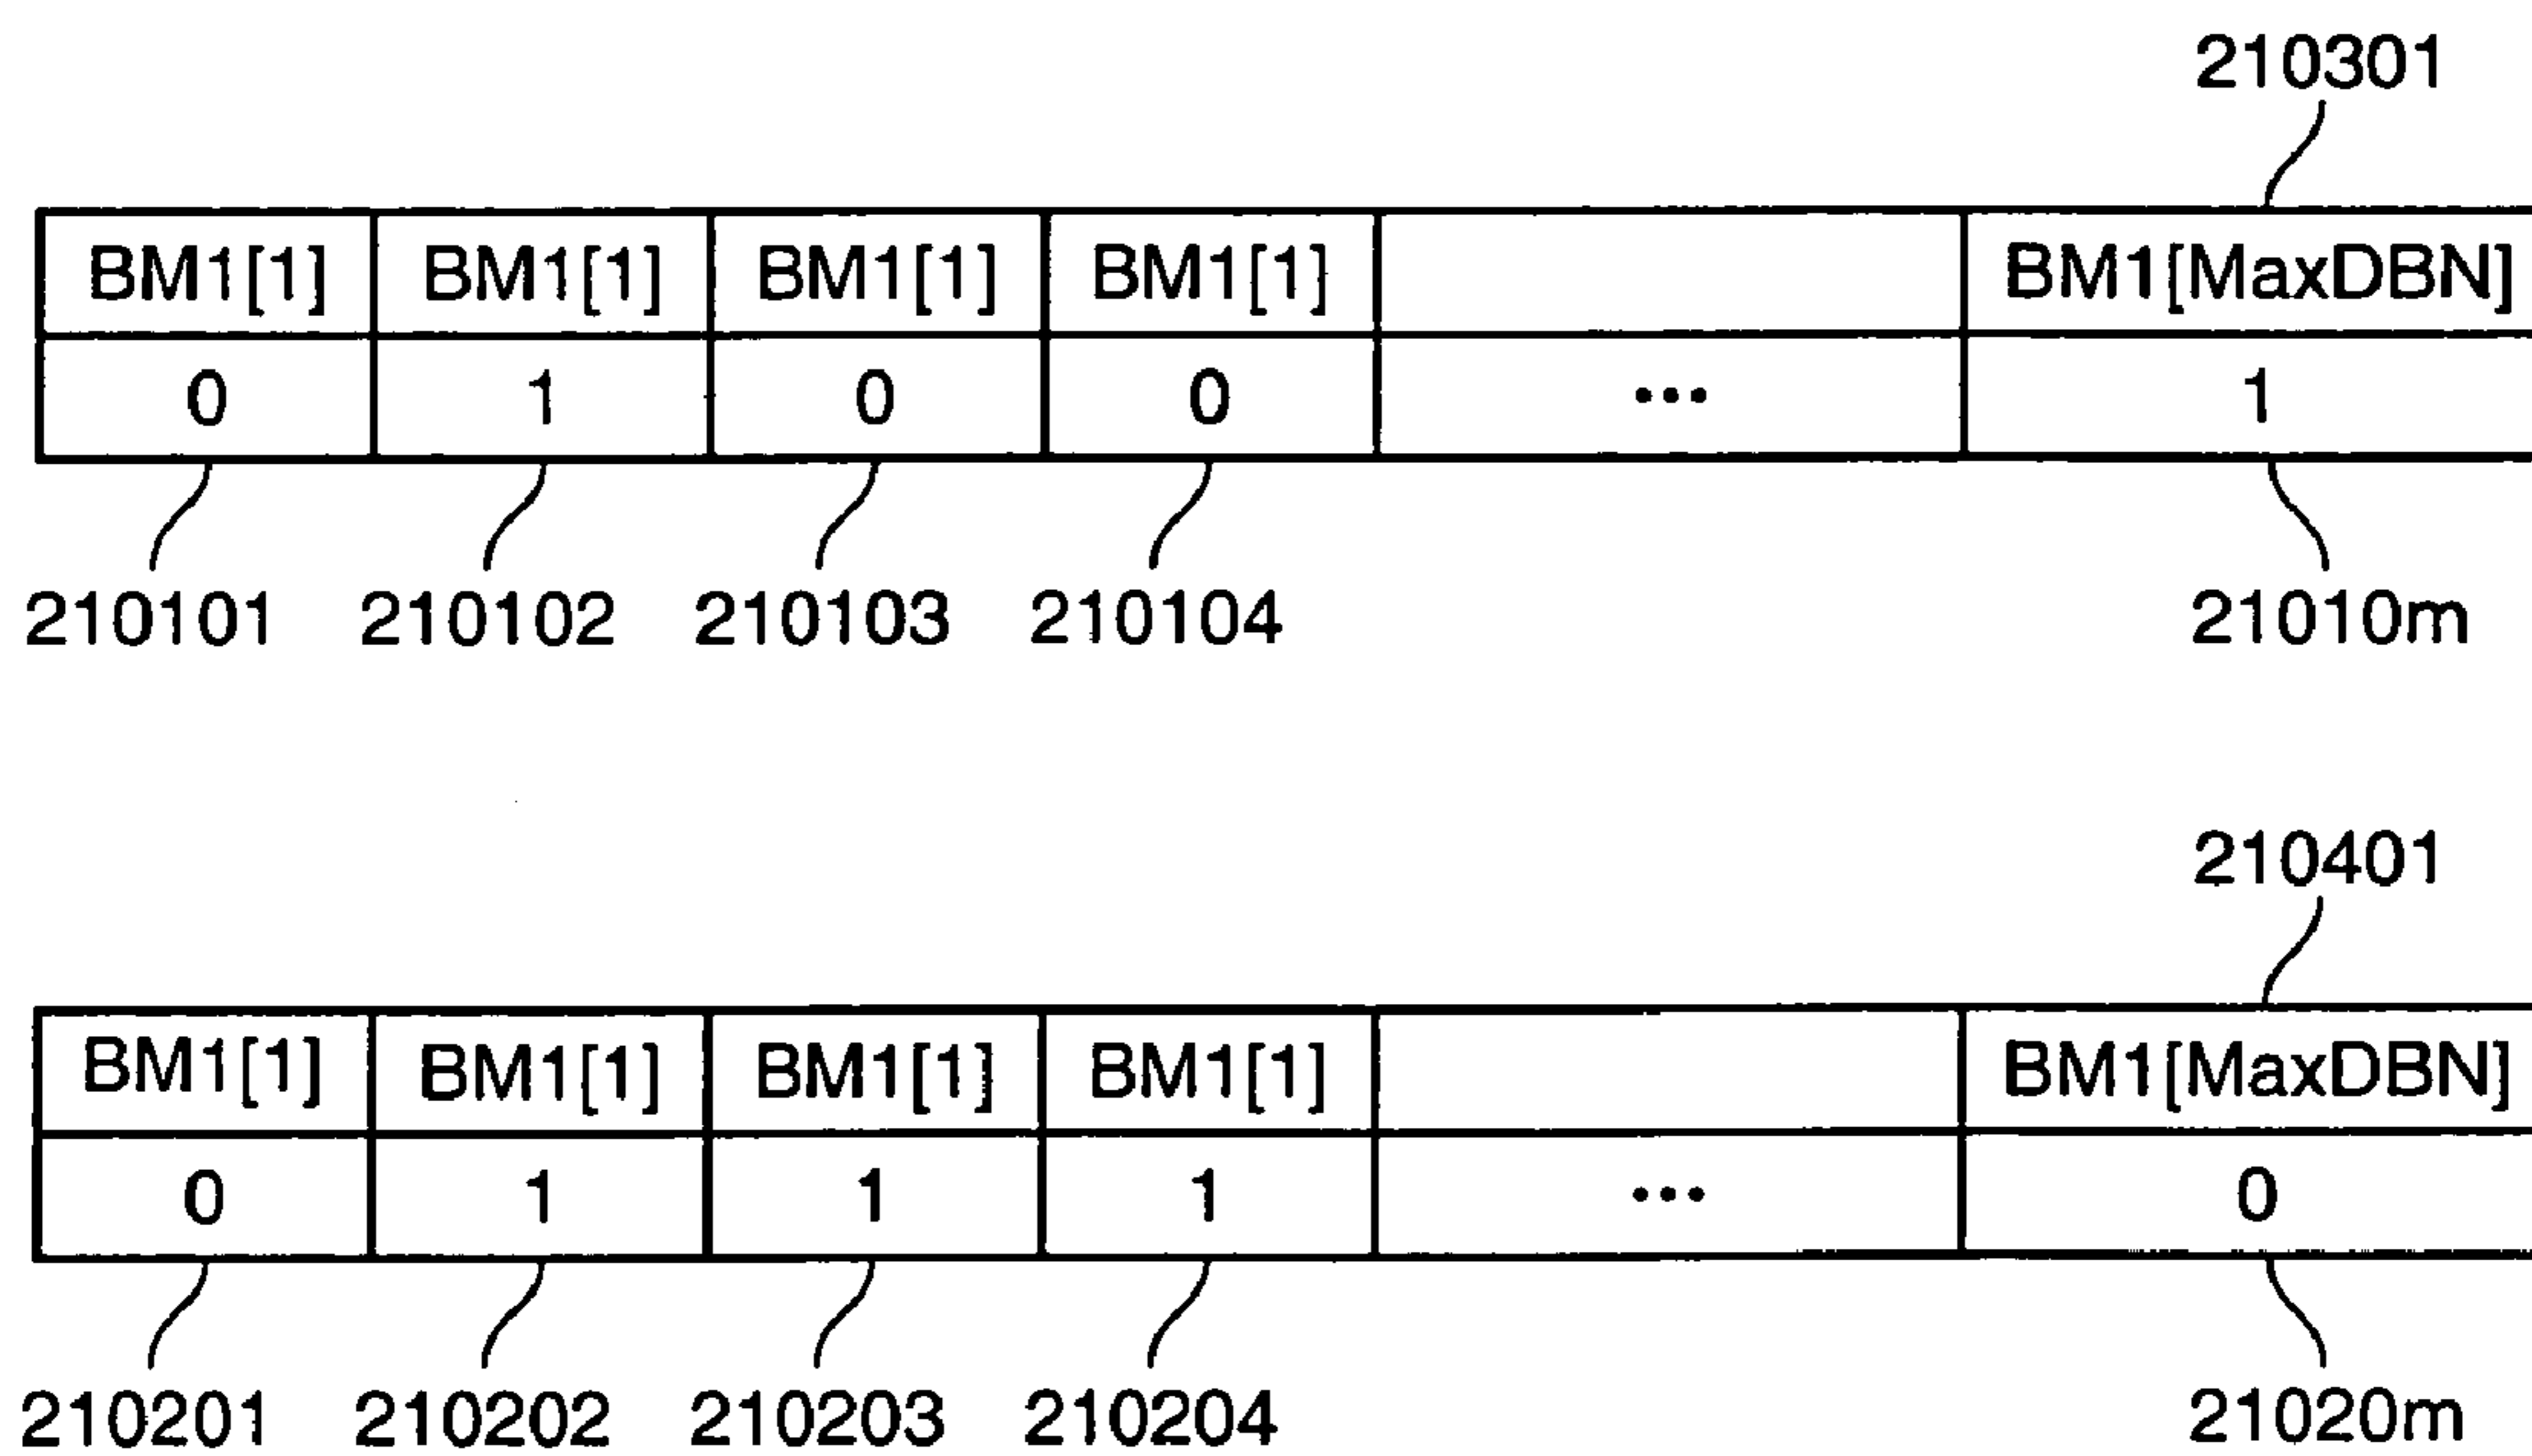 210301
BM1[1] BM1[1] BM1[1] BM1[1] BM1[MaxDBN]
0 1 0 0 ••• 1
210101 210102 210103 210104 21010m
210401
BM1[1] BM1[1] BM1[1] BM1[1] BM1[MaxDBN]
0 1 1 1 ••• 0
210201 210202 210203 210204 21020m